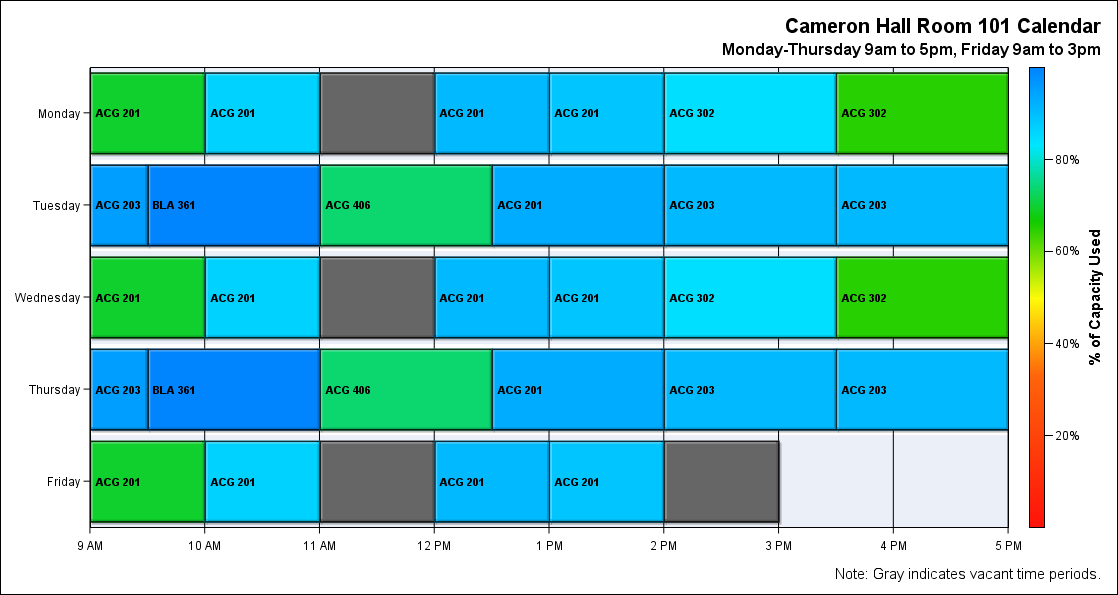 Cameron Hall Room 101 Calendar
Monday-Thursday 9am to 5pm, Friday 9am to 3pm
Monday
ACG 201
ACG 201
ACG 201
ACG 201
ACG 302
ACG 302
Tuesday
ACG 203
BLA 361
ACG 406
ACG 201
ACG 203
ACG 203
Wednesday
ACG 201
ACG 201
ACG 201
ACG 201
ACG 302
ACG 302
Thursday
ACG 203
BLA 361
ACG 406
ACG 201
ACG 203
ACG 203
Friday
ACG 201
ACG 201
ACG 201
ACG 201
9 AM
10 AM
11 AM
12 PM
1 PM
2 PM
3 PM
4 PM
5 PM
80%
60%
40%
20%
% of Capacity Used
Note: Gray indicates vacant time periods.